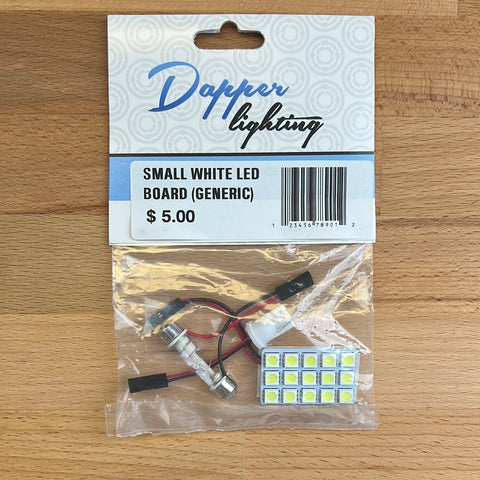 Dapper
lighting
SMALL WHITE LED
BOARD (GENERIC)
$ 5.00
1 23456 78901 2